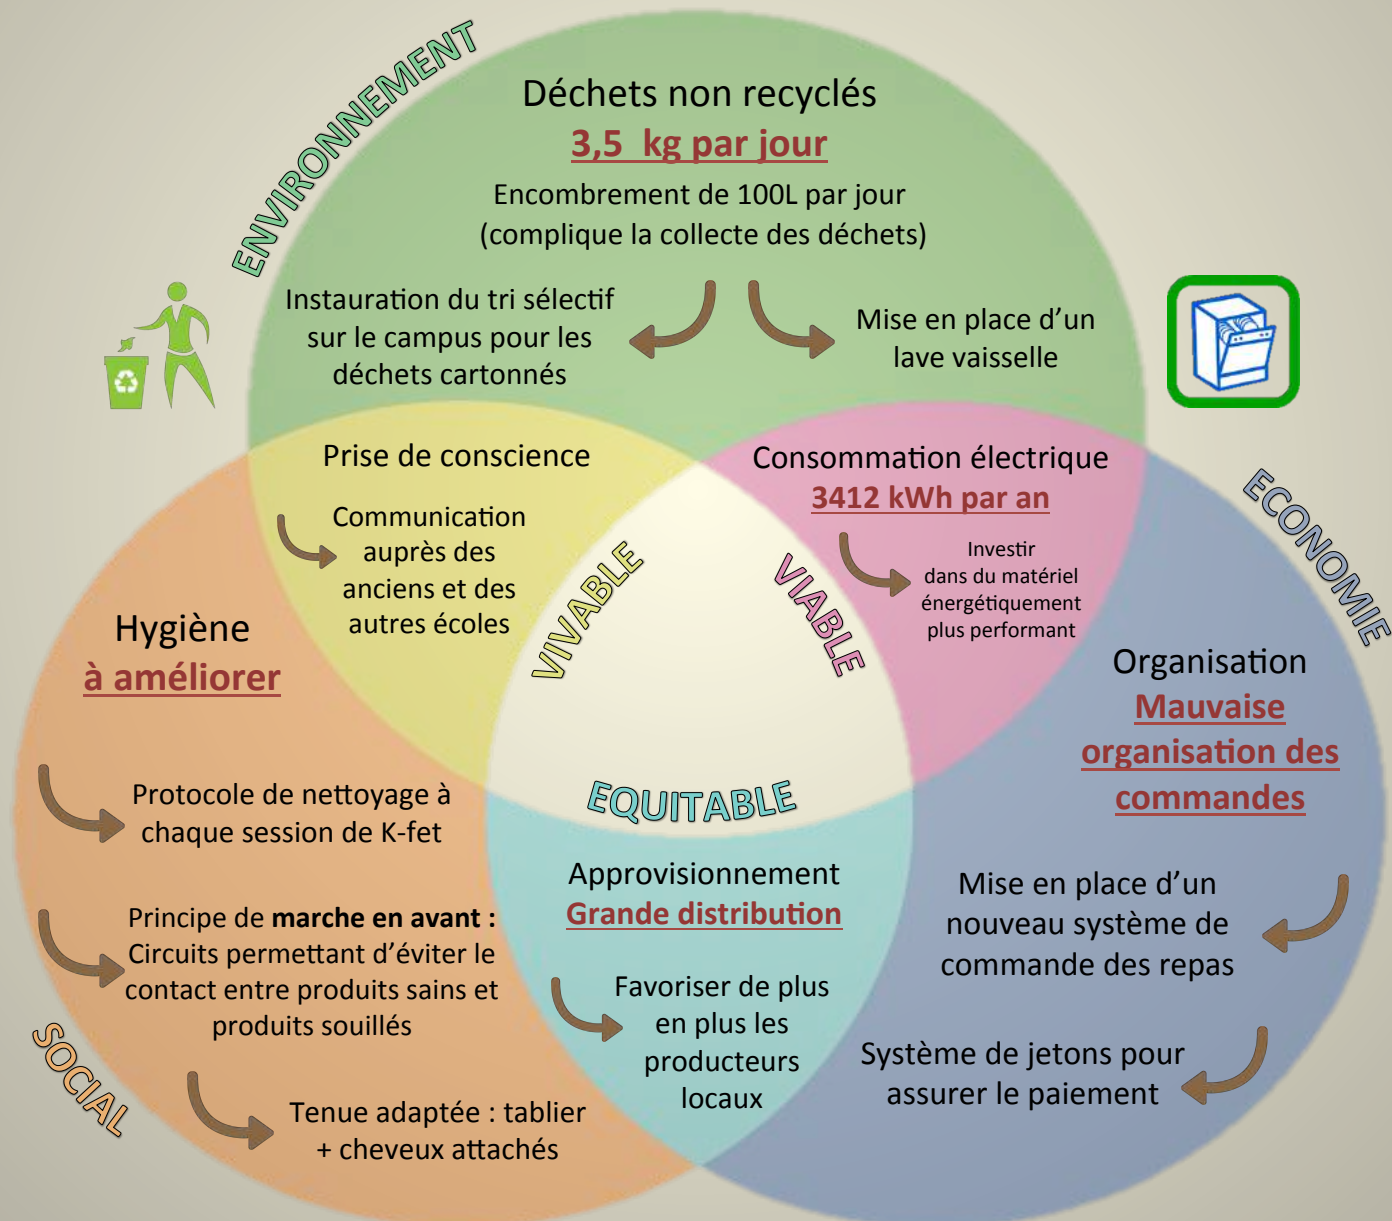 ENVIRONNEMENT
Déchets non recyclés
3,5 kg par jour
Encombrement de 100L par jour
(complique la collecte des déchets)
Instauration du tri sélectif
sur le campus pour les
déchets cartonnés
Mise en place d’un
lave vaisselle
Prise de conscience
Communication
auprès des
anciens et des
autres écoles
VIVABLE
Consommation électrique
3412 kWh par an
Investir
dans du matériel
énergétiquement
plus performant
VIABLE
ECONOMIE
Hygiène
à améliorer
Protocole de nettoyage à
chaque session de K-fet
Principe de marche en avant :
Circuits permettant d’éviter le
contact entre produits sains et
produits souillés
Tenue adaptée : tablier
+ cheveux attachés
SOCIAL
EQUITABLE
Approvisionnement
Grande distribution
Favoriser de plus
en plus les
producteurs
locaux
Organisation
Mauvaise
organisation des
commandes
Mise en place d’un
nouveau système de
commande des repas
Système de jetons pour
assurer le paiement